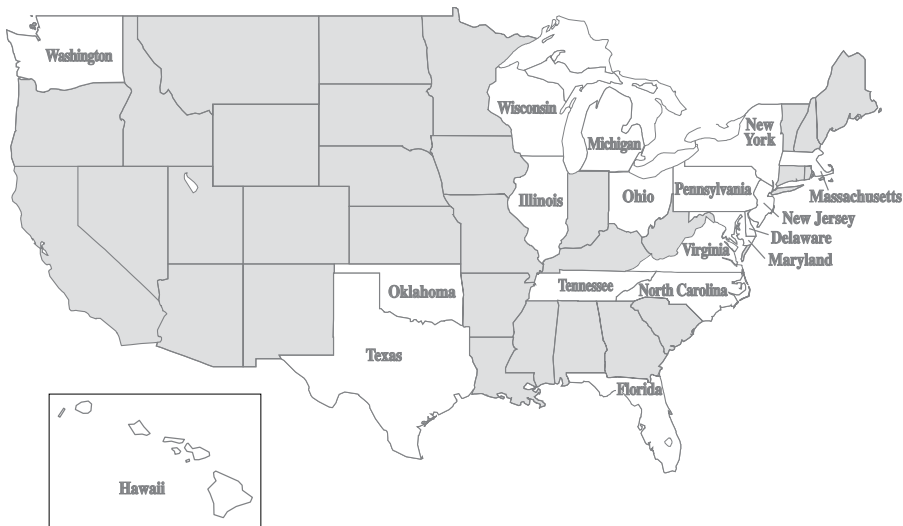 Washington
Wisconsin
Michigan
New
York
Illinois
Ohio
Pennsylvania
Massachusetts
New Jersey
Delaware
Maryland
Virginia
Oklahoma
Tennessee
North Carolina
Texas
Florida
Hawaii